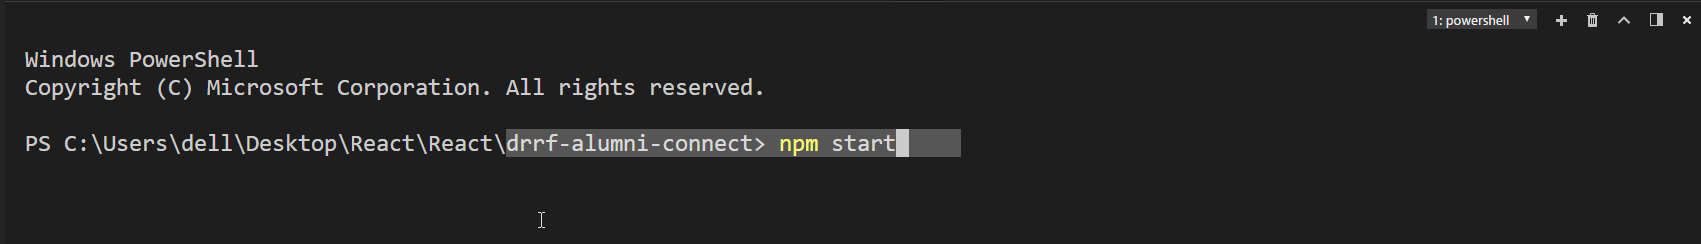 1: powershell
Windows PowerShell
Copyright (C) Microsoft Corporation. All rights reserved.
PS C:\Users\dell\Desktop\React\React\drrf-alumni-connect> npm start